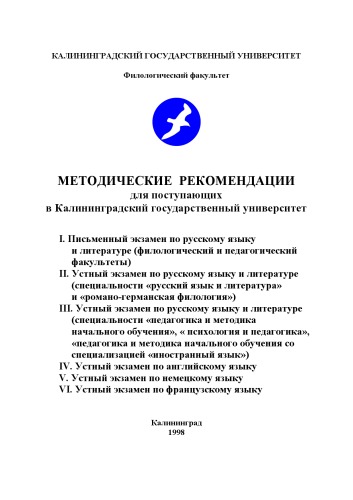 КАЛИНИНГРАДСКИЙ ГОСУДАРСТВЕННЫЙ УНИВЕРСИТЕТ
Филологический факультет
МЕТОДИЧЕСКИЕ РЕКОМЕНДАЦИИ
для поступающих
в Калининградский государственный университет
I. Письменный экзамен по русскому языку
и литературе (филологический и педагогический
факультеты)
II. Устный экзамен по русскому языку и литературе
(специальности «русский язык и литература»
и «романо-германская филология»)
III. Устный экзамен по русскому языку и литературе
(специальности «педагогика и методика
начального обучения», « психология и педагогика»,
«педагогика и методика начального обучения со
специализацией «иностранный язык»)
IV. Устный экзамен по английскому языку
V. Устный экзамен по немецкому языку
VI. Устный экзамен по французскому языку
Калининград
1998